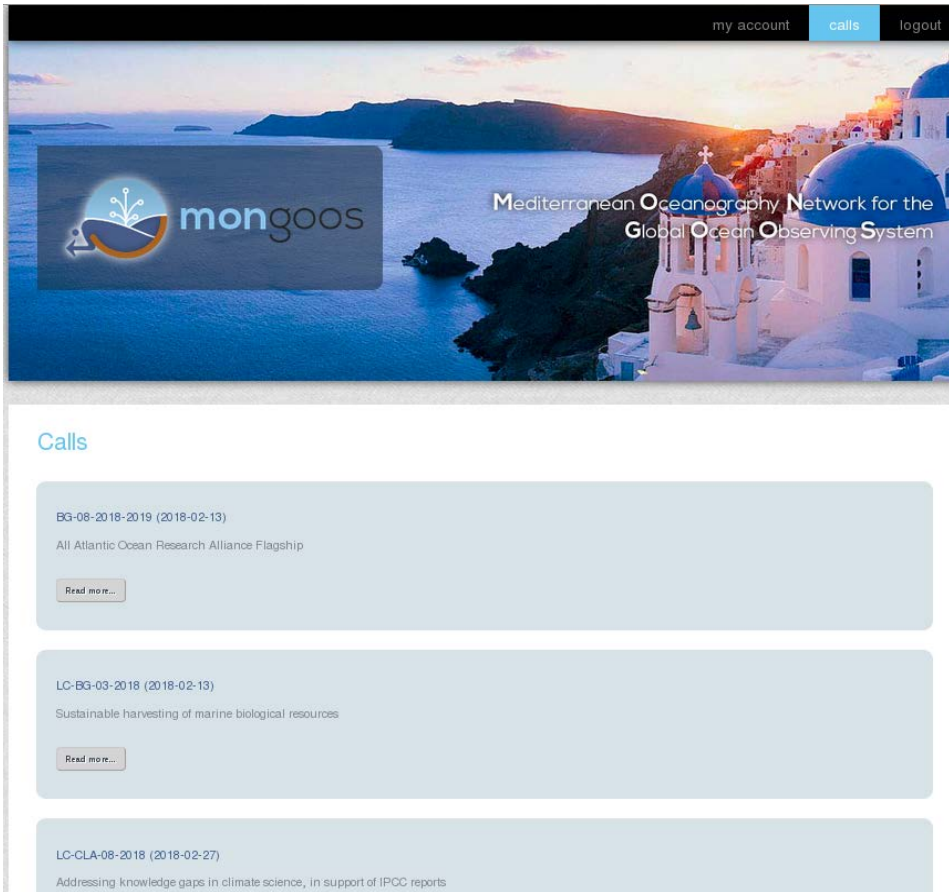 my account calls logout
mongoos
Mediterranean Oceanography Network for the
Global Ocean Observing System
Calls
BG-08-2018-2019 (2018-02-13)
All Atlantic Ocean Research Alliance Flagship
Read more...
LC-BG-03-2018 (2018-02-13)
Sustainable harvesting of marine biological resources
Read more...
LC-CLA-08-2018 (2018-02-27)
Addressing knowledge gaps in climate science, in support of IPCC reports